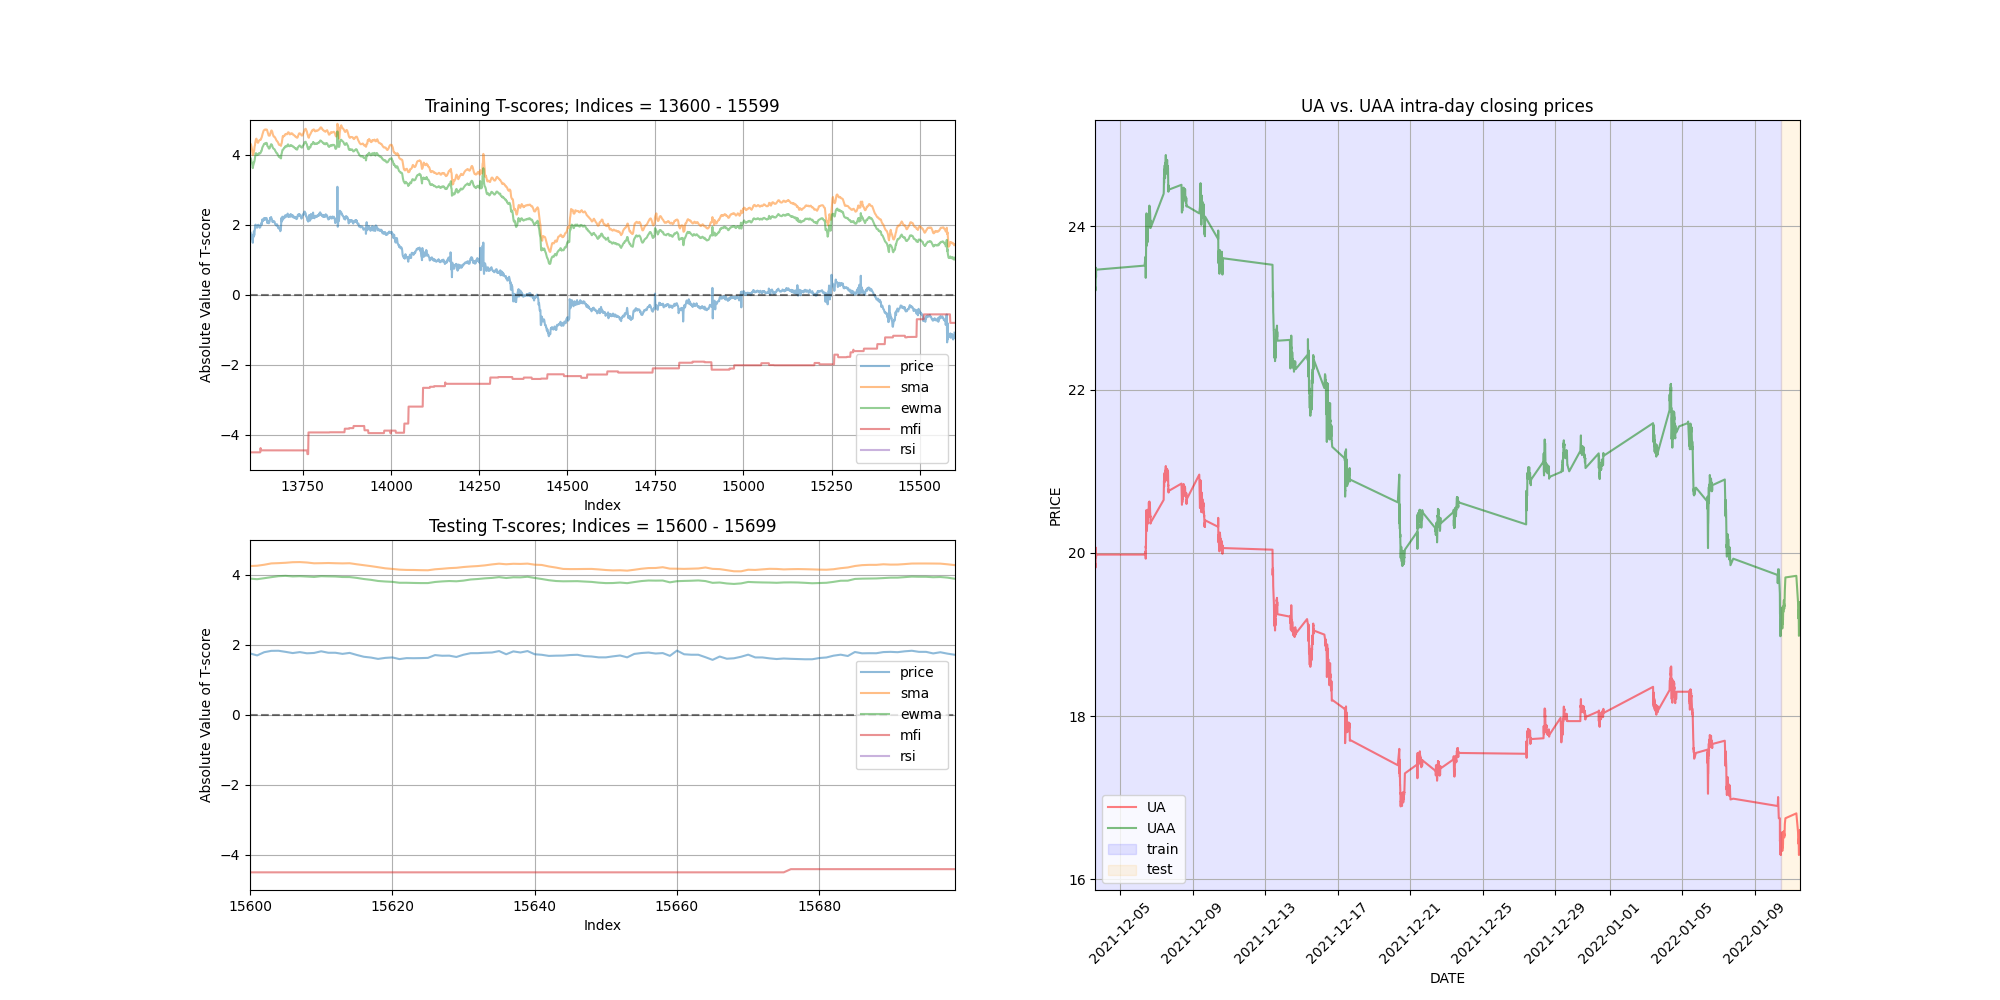 Training T-scores; Indices = 13600 - 15599
Absolute Value of T-score
4
2
0
−2
−4
price
sma
ewma
mfi
rsi
13750 14000 14250 14500 14750 15000 15250 15500
Index
Testing T-scores; Indices = 15600 - 15699
Absolute Value of T-score
4
2
0
−2
−4
price
sma
ewma
mfi
rsi
15600 15620 15640 15660 15680
Index
UA vs. UAA intra-day closing prices
PRICE
24
22
20
18
16
UA
UAA
train
test
2021-12-05 2021-12-09 2021-12-13 2021-12-17 2021-12-21 2021-12-25 2021-12-29 2022-01-01 2022-01-05 2022-01-09
DATE